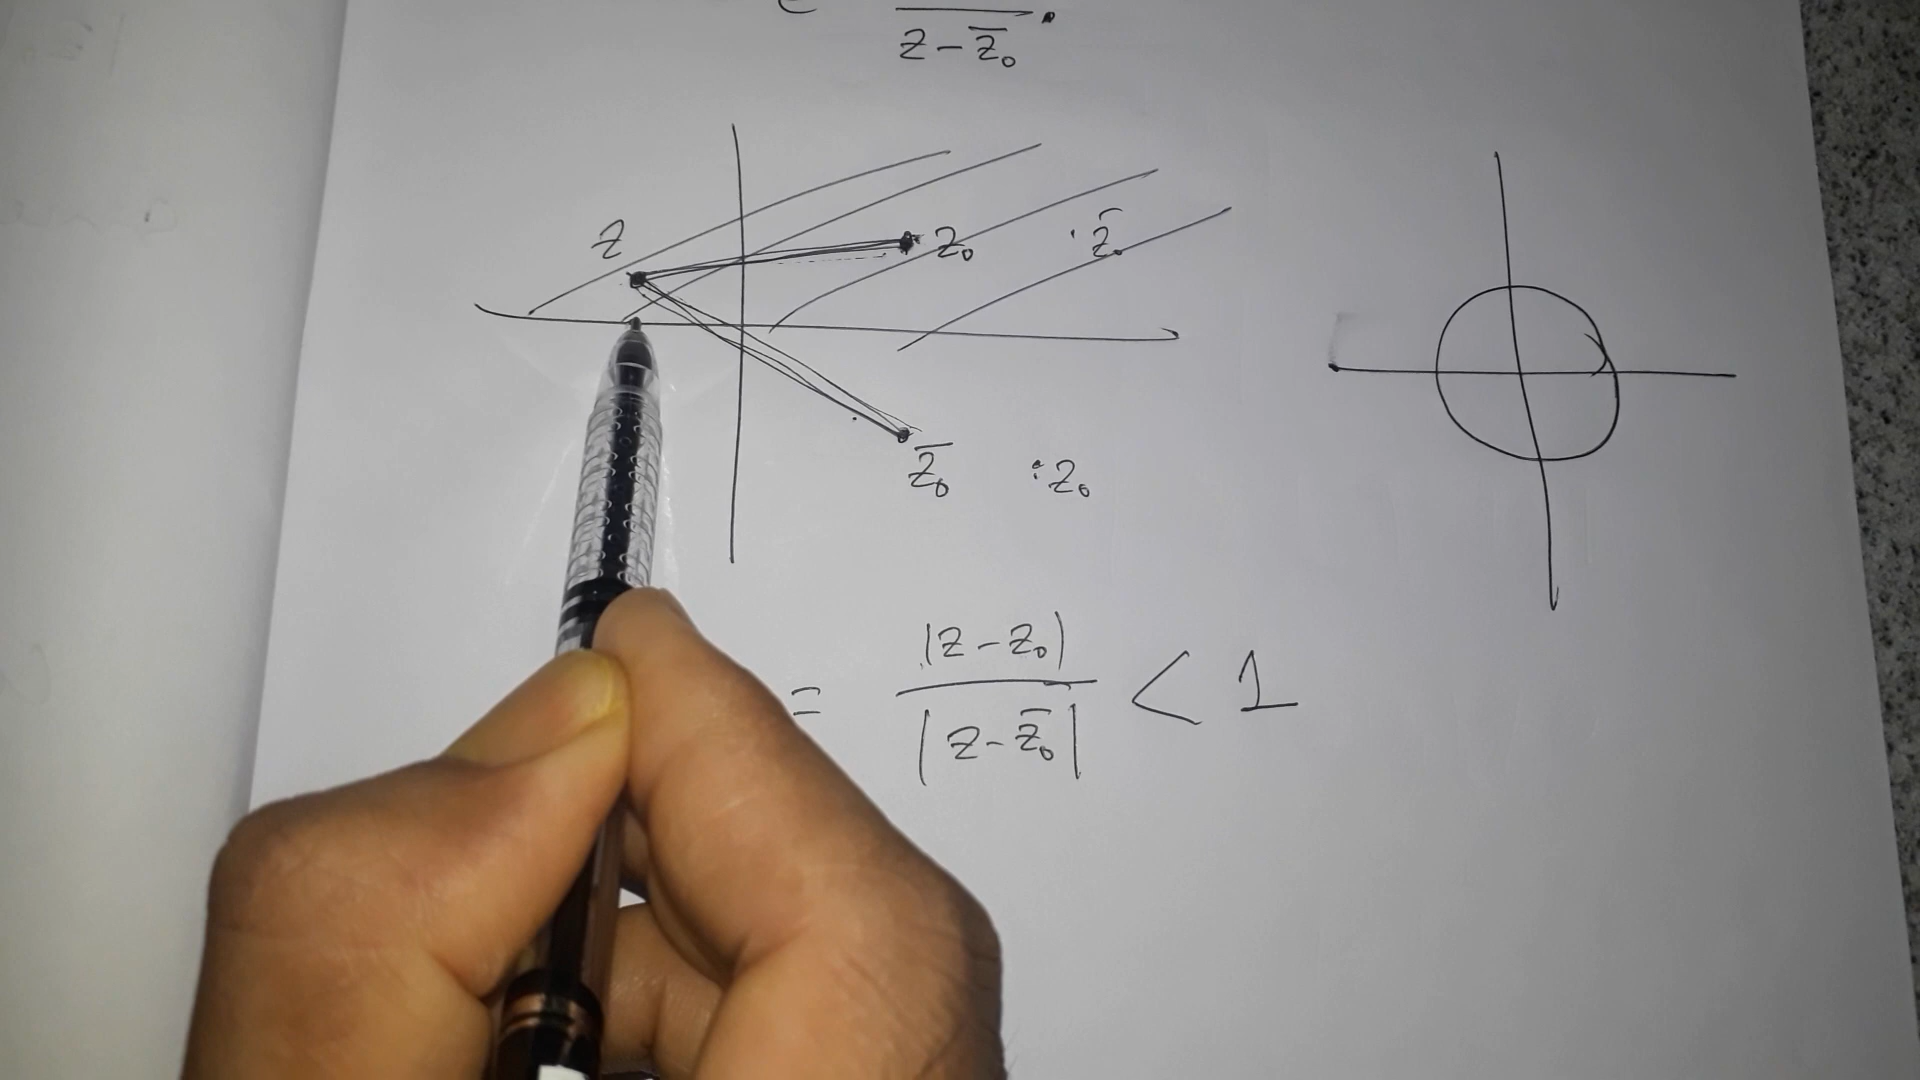 z - z̄₀
z z₀ z̄₀
z̄₀ : z₀
= |z - z₀| / |z - z̄₀| < 1